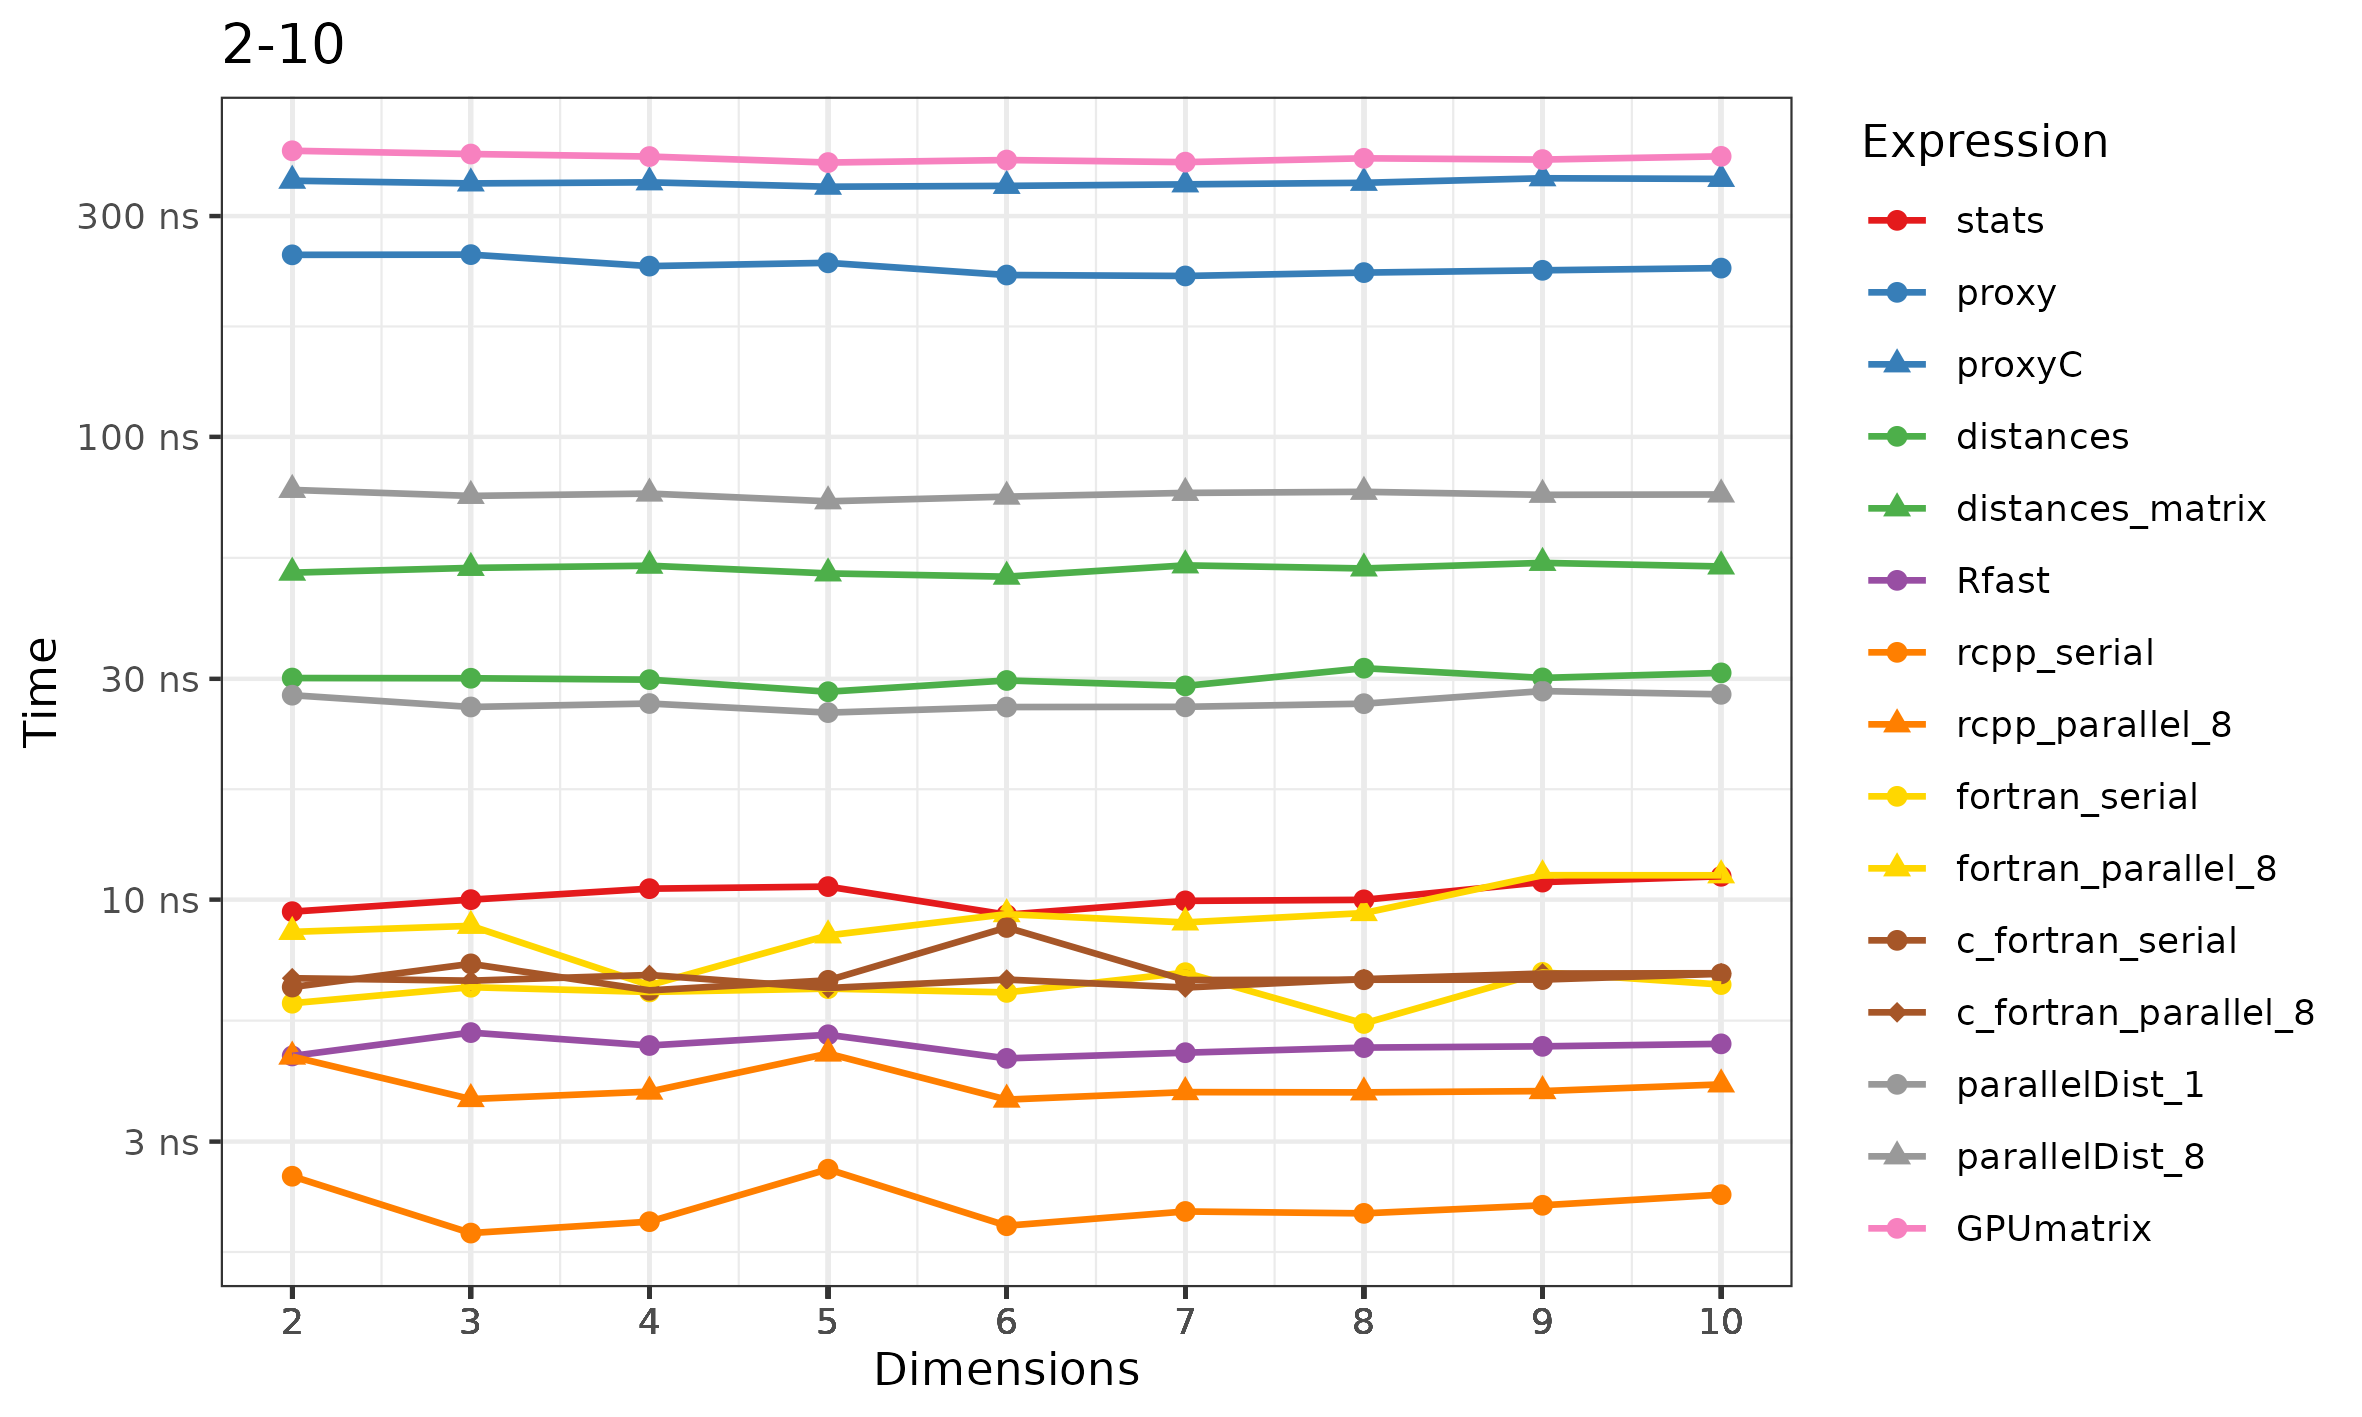 2-10
300 ns
100 ns
30 ns
10 ns
3 ns
Time
2 3 4 5 6 7 8 9 10
Dimensions
Expression
stats
proxy
proxyC
distances
distances_matrix
Rfast
rcpp_serial
rcpp_parallel_8
fortran_serial
fortran_parallel_8
c_fortran_serial
c_fortran_parallel_8
parallelDist_1
parallelDist_8
GPUmatrix